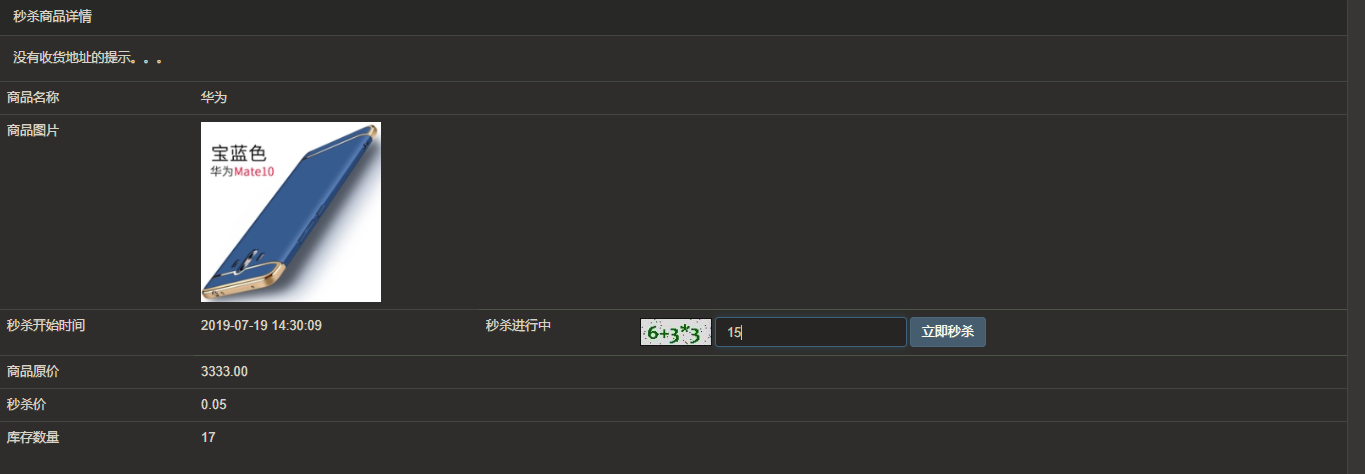 秒杀商品详情
没有收货地址的提示。。。
商品名称 华为
商品图片
宝蓝色
华为Mate10
秒杀开始时间 2019-07-19 14:30:09 秒杀进行中 6+3*3 15 立即秒杀
商品原价 3333.00
秒杀价 0.05
库存数量 17